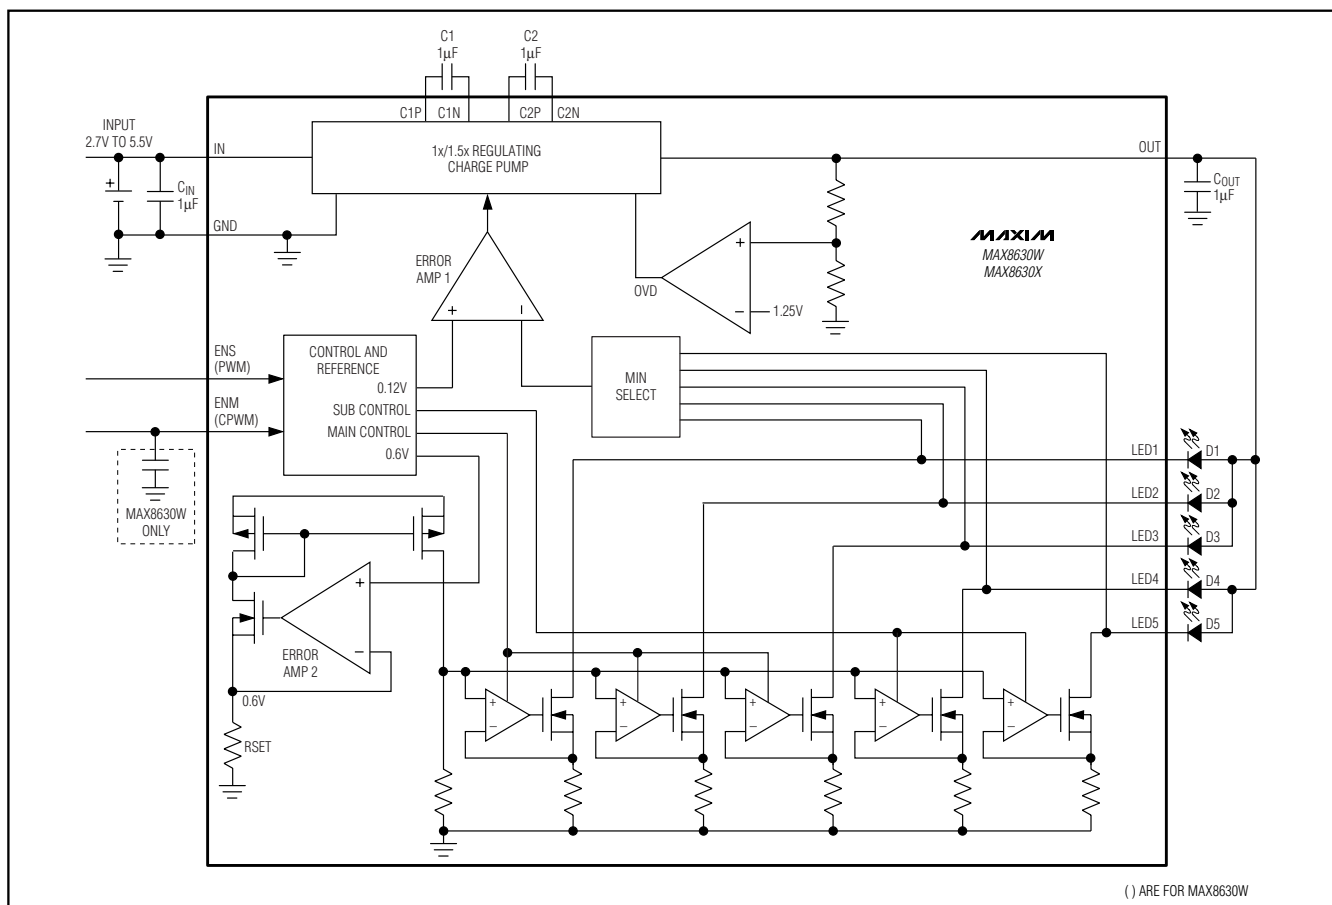 C1
1µF
C2
1µF
C1P
C1N
C2P
C2N
INPUT
2.7V TO 5.5V
IN
1x/1.5x REGULATING
CHARGE PUMP
OUT
+
CIN
1µF
COUT
1µF
GND
ERROR
AMP 1
+
–
OVD
+
–
1.25V
MAXIM
MAX8630W
MAX8630X
ENS
(PWM)
CONTROL AND
REFERENCE
0.12V
SUB CONTROL
MAIN CONTROL
0.6V
ENM
(CPWM)
MIN
SELECT
MAX8630W
ONLY
LED1
D1
LED2
D2
LED3
D3
LED4
D4
LED5
D5
+
–
ERROR
AMP 2
0.6V
RSET
+
–
+
–
+
–
+
–
+
–
( ) ARE FOR MAX8630W